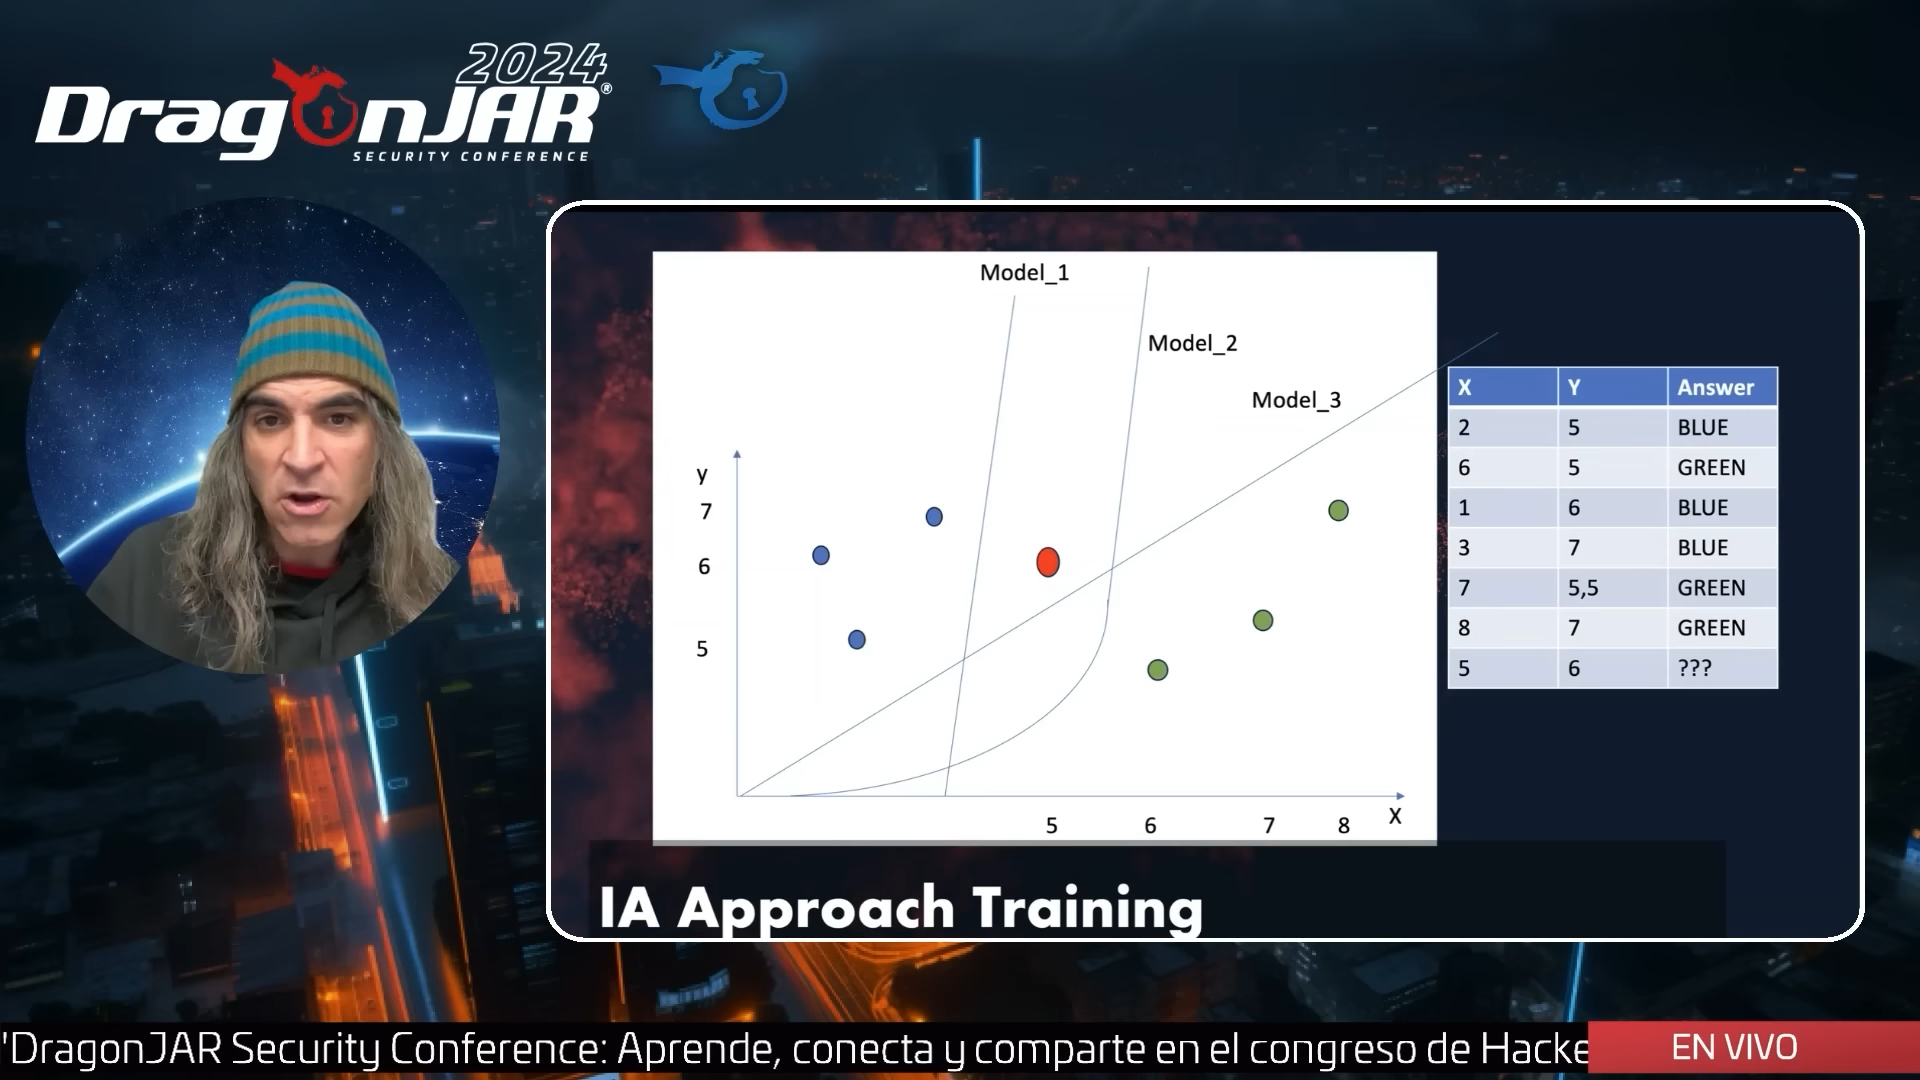 2024
DragonJAR®
SECURITY CONFERENCE
Model_1
Model_2
Model_3
y
7
6
5
5 6 7 8 X
X Y Answer
2 5 BLUE
6 5 GREEN
1 6 BLUE
3 7 BLUE
7 5,5 GREEN
8 7 GREEN
5 6 ???
IA Approach Training
'DragonJAR Security Conference: Aprende, conecta y comparte en el congreso de Hacke
EN VIVO